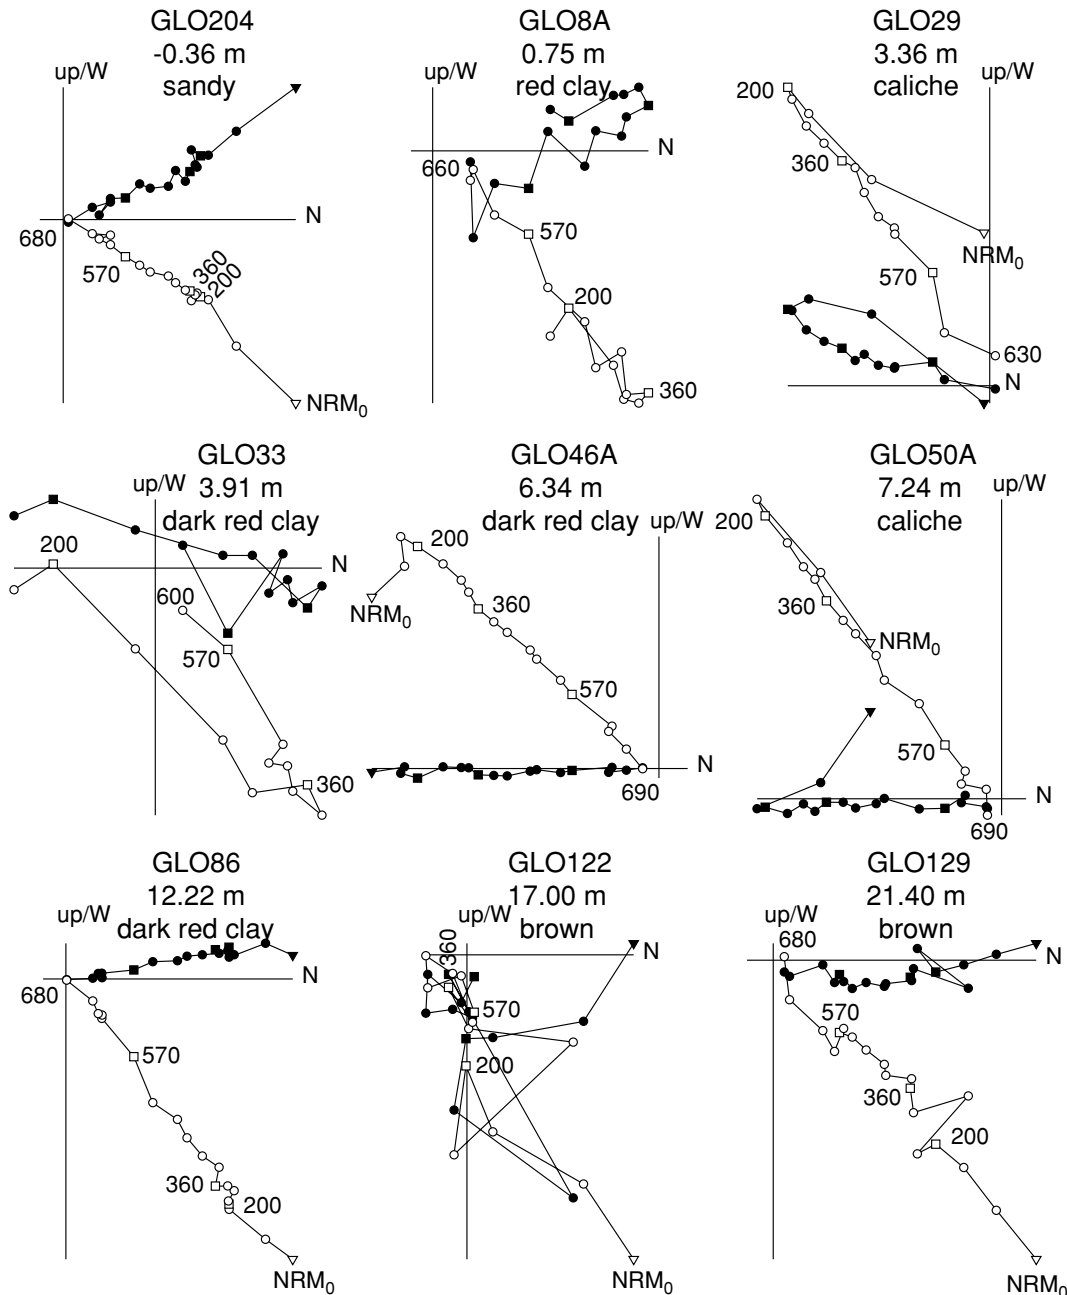 GLO204
-0.36 m
sandy
up/W
N
680
570
360
200
NRM0
GLO8A
0.75 m
red clay
up/W
N
660
570
200
360
GLO29
3.36 m
caliche
up/W
200
360
NRM0
570
630
N
GLO33
3.91 m
dark red clay
up/W
200
N
600
570
360
GLO46A
6.34 m
dark red clay
up/W
200
NRM0
360
570
N
690
GLO50A
7.24 m
caliche
up/W
200
360
NRM0
570
N
690
GLO86
12.22 m
dark red clay
up/W
N
680
570
360
200
NRM0
GLO122
17.00 m
brown
up/W
N
360
570
200
NRM0
GLO129
21.40 m
brown
up/W
680
N
570
360
200
NRM0